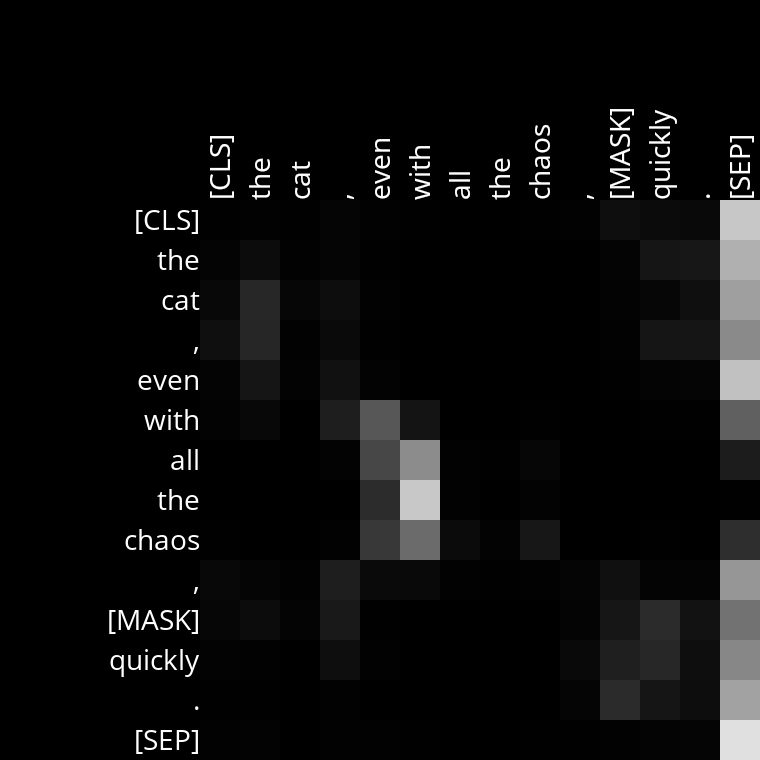 [CLS] the cat , even with all the chaos , [MASK] quickly . [SEP]
[CLS]
the
cat
,
even
with
all
the
chaos
,
[MASK]
quickly
.
[SEP]